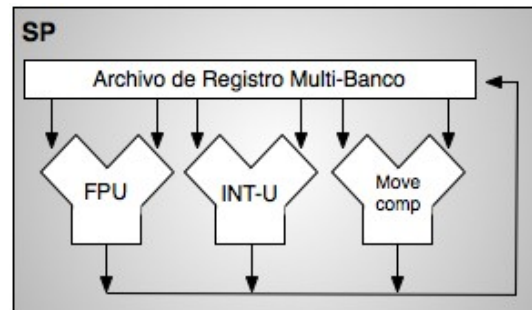 SP
Archivo de Registro Multi-Banco
FPU
INT-U
Move
comp